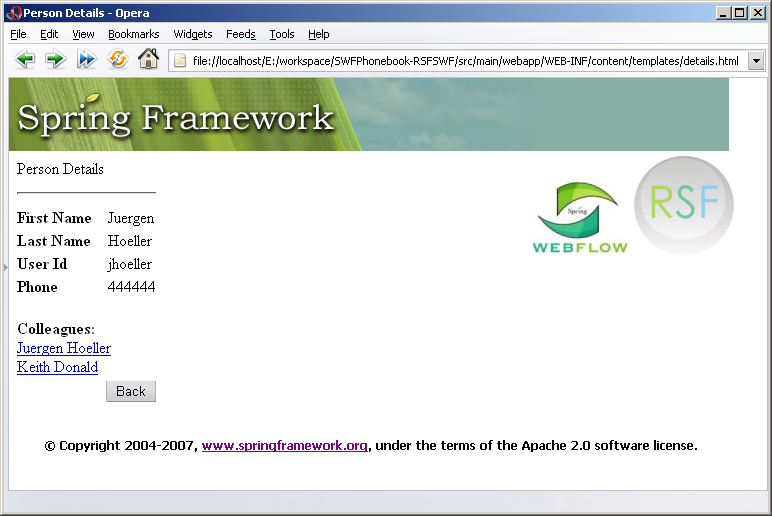 Person Details - Opera
File Edit View Bookmarks Widgets Feeds Tools Help
file://localhost/E:/workspace/SWFPhonebook-RSFSWF/src/main/webapp/WEB-INF/content/templates/details.html
Spring Framework
Person Details
Spring
WEBFLOW
RSF
First Name Juergen
Last Name Hoeller
User Id jhoeller
Phone 444444
Colleagues:
Juergen Hoeller
Keith Donald
Back
© Copyright 2004-2007, www.springframework.org, under the terms of the Apache 2.0 software license.